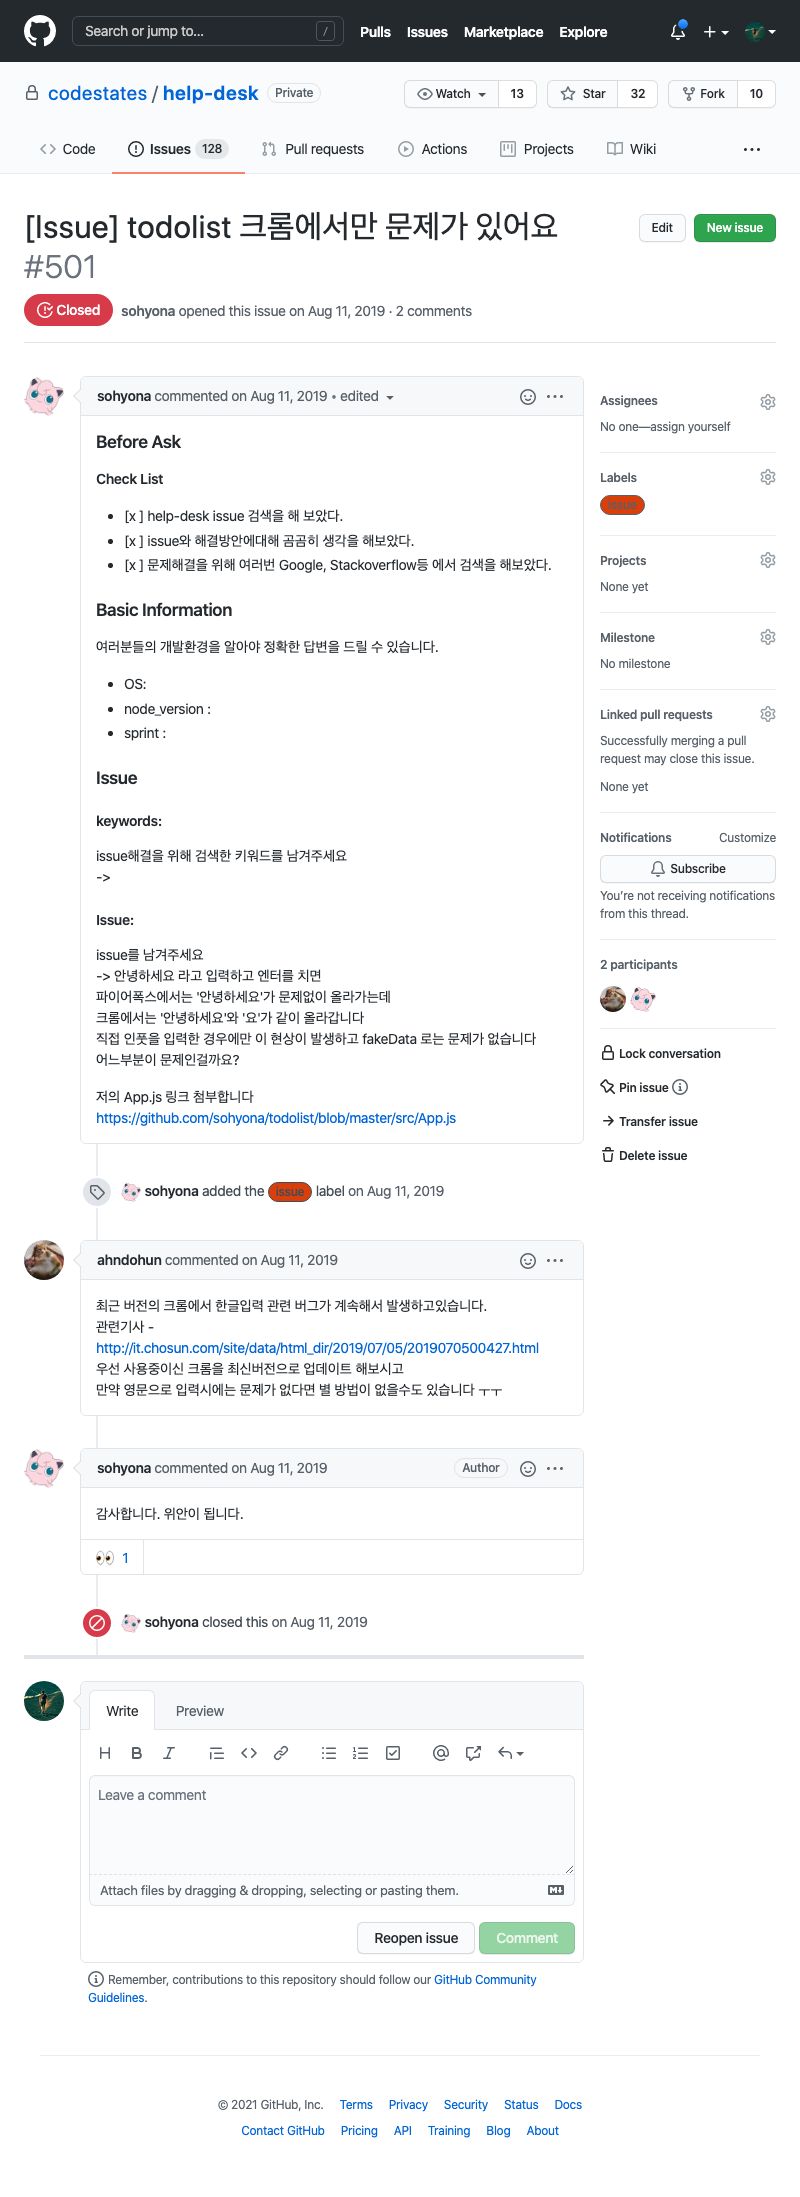 Search or jump to...
/
Pulls
Issues
Marketplace
Explore
codestates / help-desk
Private
Watch
13
Star
32
Fork
10
Code
Issues 128
Pull requests
Actions
Projects
Wiki
[Issue] todolist 크롬에서만 문제가 있어요
#501
Edit
New issue
Closed
sohyona opened this issue on Aug 11, 2019 · 2 comments
sohyona commented on Aug 11, 2019 • edited
Before Ask
Check List
[x ] help-desk issue 검색을 해 보았다.
[x ] issue와 해결방안에대해 곰곰히 생각을 해보았다.
[x ] 문제해결을 위해 여러번 Google, Stackoverflow등 에서 검색을 해보았다.
Basic Information
여러분들의 개발환경을 알아야 정확한 답변을 드릴 수 있습니다.
OS:
node_version :
sprint :
Issue
keywords:
issue해결을 위해 검색한 키워드를 남겨주세요
->
Issue:
issue를 남겨주세요
-> 안녕하세요 라고 입력하고 엔터를 치면
파이어폭스에서는 '안녕하세요'가 문제없이 올라가는데
크롬에서는 '안녕하세요'와 '요'가 같이 올라갑니다
직접 인풋을 입력한 경우에만 이 현상이 발생하고 fakeData 로는 문제가 없습니다
어느부분이 문제인걸까요?
저의 App.js 링크 첨부합니다
https://github.com/sohyona/todolist/blob/master/src/App.js
sohyona added the issue label on Aug 11, 2019
ahndohun commented on Aug 11, 2019
최근 버전의 크롬에서 한글입력 관련 버그가 계속해서 발생하고있습니다.
관련기사 -
http://it.chosun.com/site/data/html_dir/2019/07/05/2019070500427.html
우선 사용중이신 크롬을 최신버전으로 업데이트 해보시고
만약 영문으로 입력시에는 문제가 없다면 별 방법이 없을수도 있습니다 ㅜㅜ
sohyona commented on Aug 11, 2019
Author
감사합니다. 위안이 됩니다.
👀 1
sohyona closed this on Aug 11, 2019
Write
Preview
H B I
Leave a comment
Attach files by dragging & dropping, selecting or pasting them.
Reopen issue
Comment
Remember, contributions to this repository should follow our GitHub Community
Guidelines.
Assignees
No one—assign yourself
Labels
issue
Projects
None yet
Milestone
No milestone
Linked pull requests
Successfully merging a pull
request may close this issue.
None yet
Notifications
Customize
Subscribe
You're not receiving notifications
from this thread.
2 participants
Lock conversation
Pin issue
Transfer issue
Delete issue
© 2021 GitHub, Inc.
Terms
Privacy
Security
Status
Docs
Contact GitHub
Pricing
API
Training
Blog
About